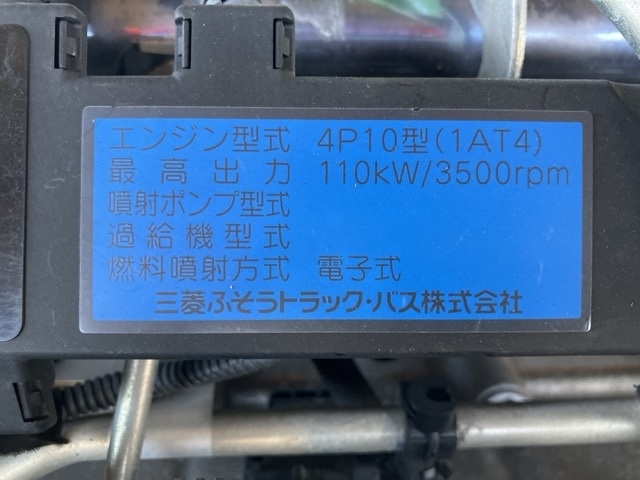 エンジン型式 4P10型(1AT4)
最高出力 110kW/3500rpm
噴射ポンプ型式
過給機型式
燃料噴射方式 電子式
三菱ふそうトラック・バス株式会社